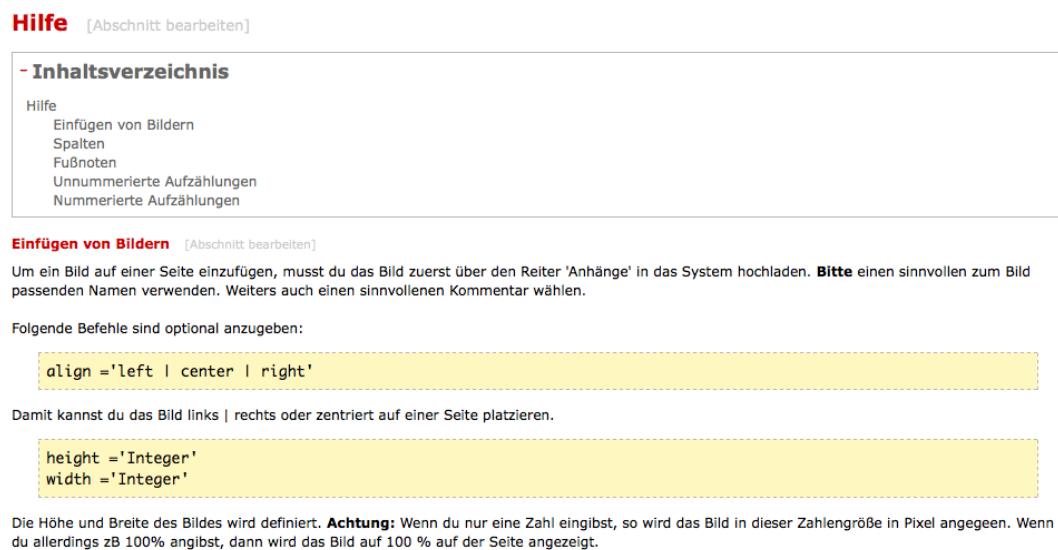 Hilfe [Abschnitt bearbeiten]
- Inhaltsverzeichnis
Hilfe
Einfügen von Bildern
Spalten
Fußnoten
Unnummerierte Aufzählungen
Nummerierte Aufzählungen
Einfügen von Bildern [Abschnitt bearbeiten]
Um ein Bild auf einer Seite einzufügen, musst du das Bild zuerst über den Reiter 'Anhänge' in das System hochladen. Bitte einen sinnvollen zum Bild
passenden Namen verwenden. Weiters auch einen sinnvollenen Kommentar wählen.
Folgende Befehle sind optional anzugeben:
align ='left | center | right'
Damit kannst du das Bild links | rechts oder zentriert auf einer Seite platzieren.
height ='Integer'
width ='Integer'
Die Höhe und Breite des Bildes wird definiert. Achtung: Wenn du nur eine Zahl eingibst, so wird das Bild in dieser Zahlengröße in Pixel angegeen. Wenn
du allerdings zB 100% angibst, dann wird das Bild auf 100 % auf der Seite angezeigt.